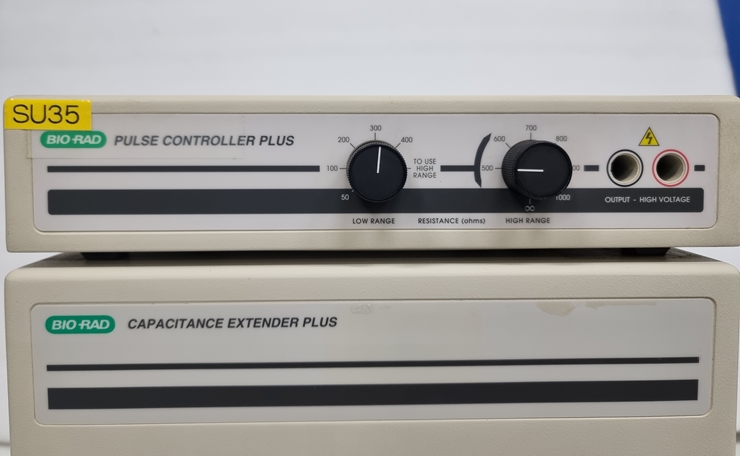 SU35
BIO-RAD PULSE CONTROLLER PLUS
50 100 200 300 400
TO USE
HIGH
RANGE
500 600 700 800 1000 ∞
LOW RANGE RESISTANCE (ohms) HIGH RANGE
OUTPUT - HIGH VOLTAGE
BIO-RAD CAPACITANCE EXTENDER PLUS